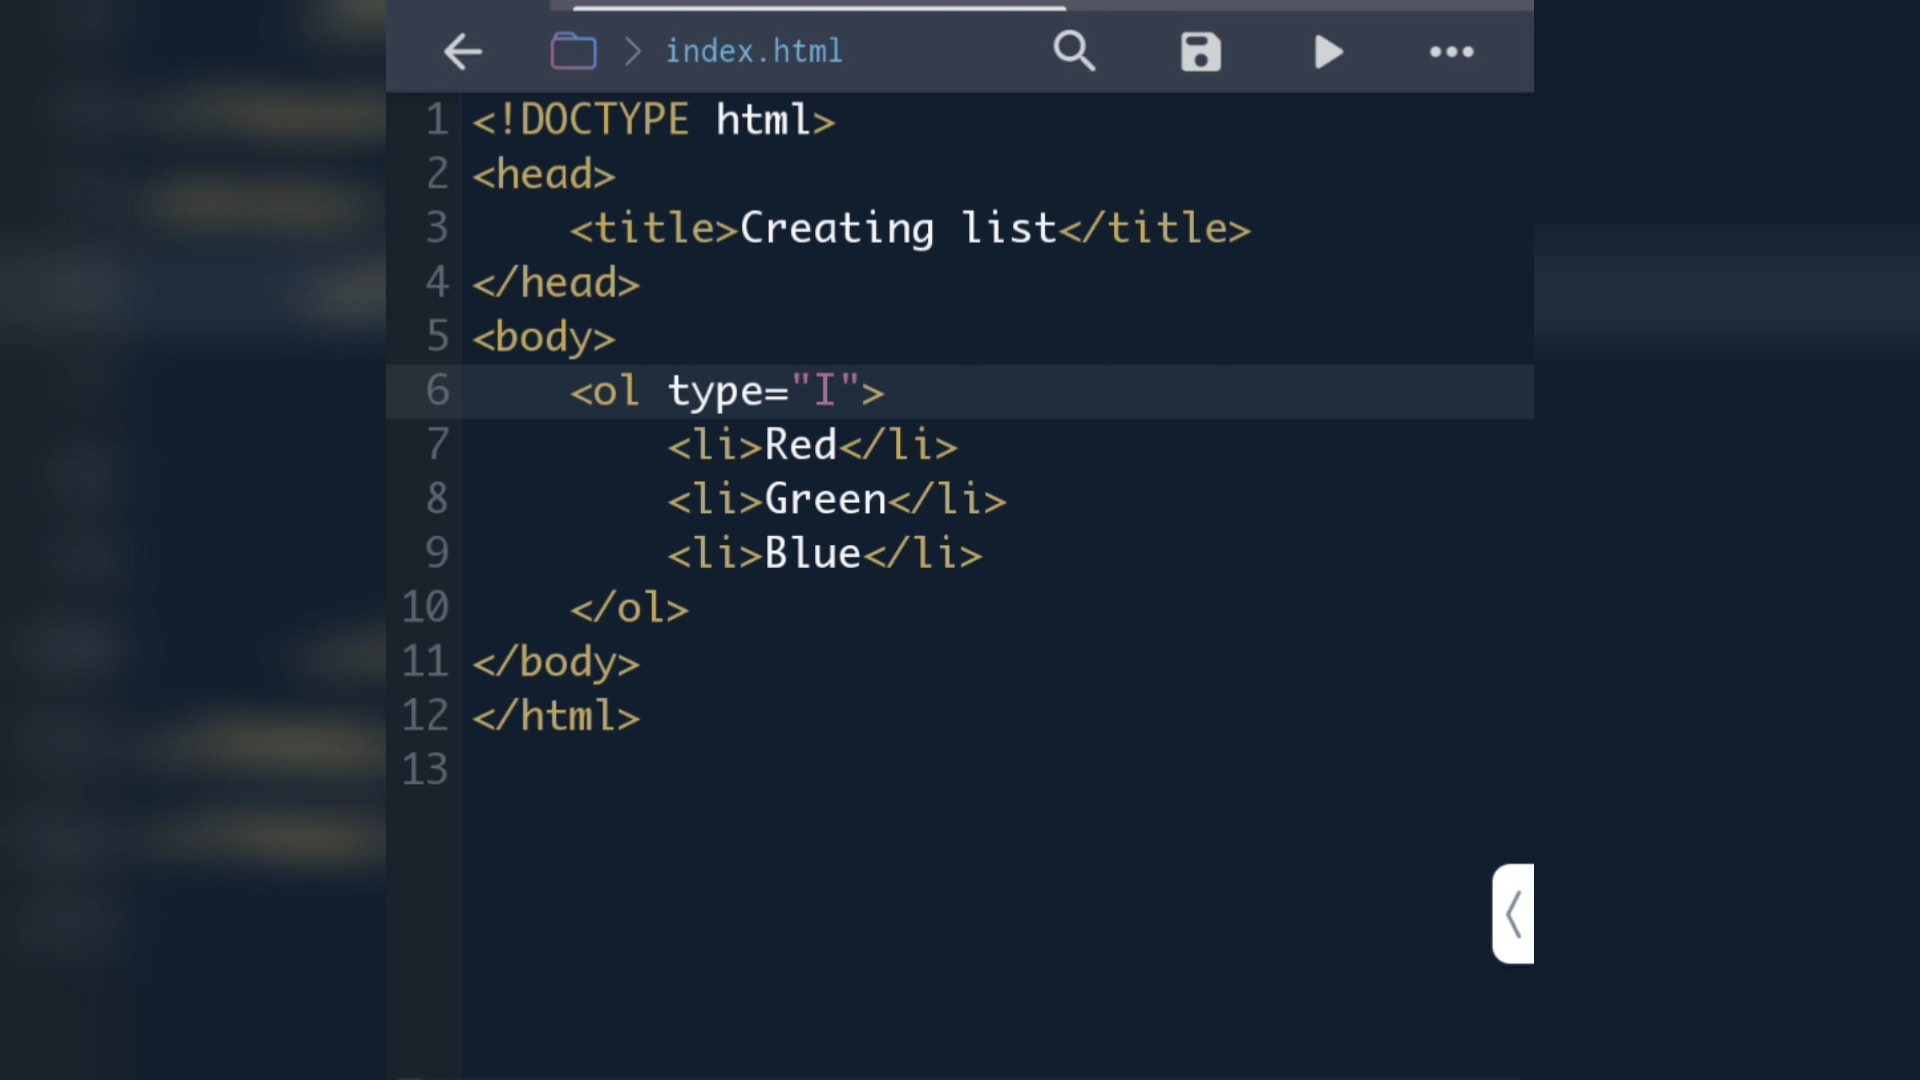 index.html
1 <!DOCTYPE html>
2 <head>
3     <title>Creating list</title>
4 </head>
5 <body>
6     <ol type="I">
7         <li>Red</li>
8         <li>Green</li>
9         <li>Blue</li>
10     </ol>
11 </body>
12 </html>
13